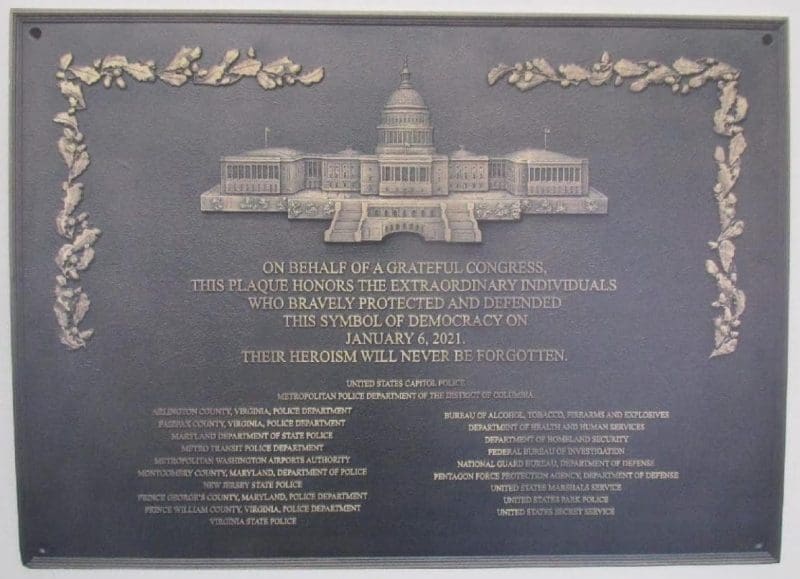 ON BEHALF OF A GRATEFUL CONGRESS,
THIS PLAQUE HONORS THE EXTRAORDINARY INDIVIDUALS
WHO BRAVELY PROTECTED AND DEFENDED
THIS SYMBOL OF DEMOCRACY ON
JANUARY 6, 2021.
THEIR HEROISM WILL NEVER BE FORGOTTEN.
UNITED STATES CAPITOL POLICE
METROPOLITAN POLICE DEPARTMENT OF THE DISTRICT OF COLUMBIA
ARLINGTON COUNTY, VIRGINIA, POLICE DEPARTMENT
FAIRFAX COUNTY, VIRGINIA, POLICE DEPARTMENT
MARYLAND DEPARTMENT OF STATE POLICE
METRO TRANSIT POLICE DEPARTMENT
METROPOLITAN WASHINGTON AIRPORTS AUTHORITY
MONTGOMERY COUNTY, MARYLAND, DEPARTMENT OF POLICE
NEW JERSEY STATE POLICE
PRINCE GEORGE'S COUNTY, MARYLAND, POLICE DEPARTMENT
PRINCE WILLIAM COUNTY, VIRGINIA, POLICE DEPARTMENT
VIRGINIA STATE POLICE
BUREAU OF ALCOHOL, TOBACCO, FIREARMS AND EXPLOSIVES
DEPARTMENT OF HEALTH AND HUMAN SERVICES
DEPARTMENT OF HOMELAND SECURITY
FEDERAL BUREAU OF INVESTIGATION
NATIONAL GUARD BUREAU, DEPARTMENT OF DEFENSE
PENTAGON FORCE PROTECTION AGENCY, DEPARTMENT OF DEFENSE
UNITED STATES MARSHALS SERVICE
UNITED STATES PARK POLICE
UNITED STATES SECRET SERVICE